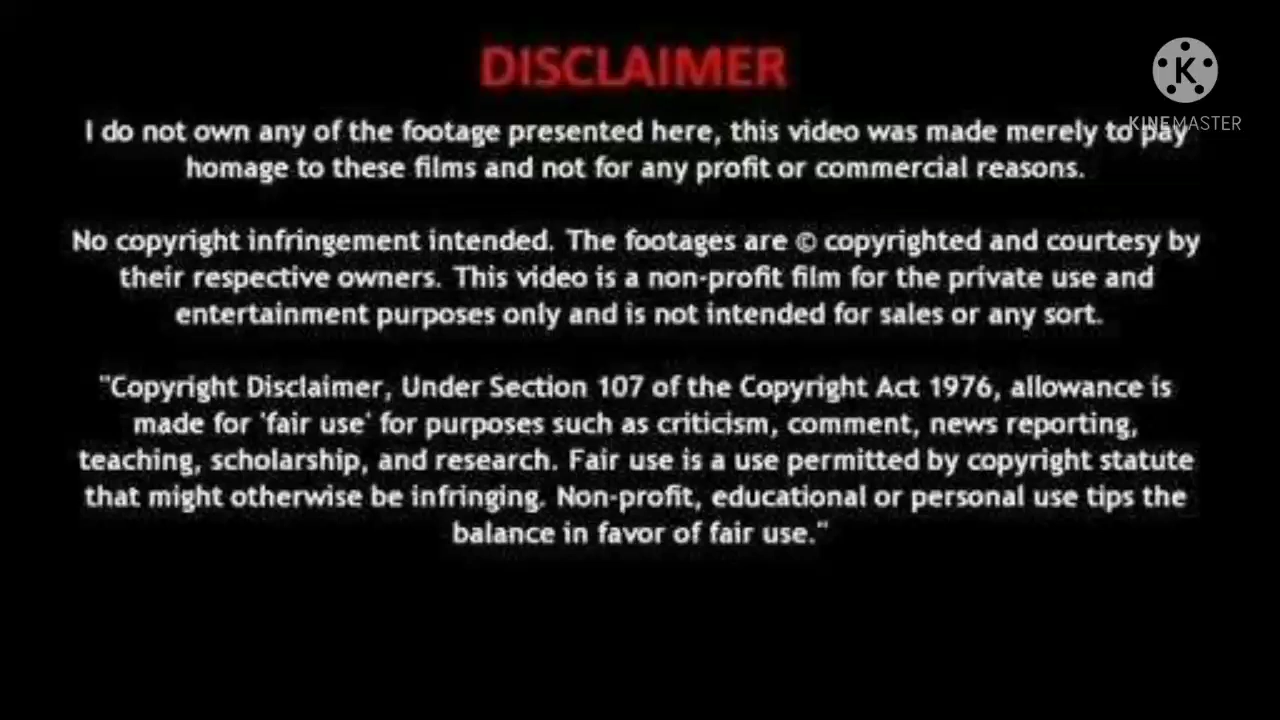 DISCLAIMER
K
KINEMASTER
I do not own any of the footage presented here, this video was made merely to pay
homage to these films and not for any profit or commercial reasons.
No copyright infringement intended. The footages are © copyrighted and courtesy by
their respective owners. This video is a non-profit film for the private use and
entertainment purposes only and is not intended for sales or any sort.
"Copyright Disclaimer, Under Section 107 of the Copyright Act 1976, allowance is
made for 'fair use' for purposes such as criticism, comment, news reporting,
teaching, scholarship, and research. Fair use is a use permitted by copyright statute
that might otherwise be infringing. Non-profit, educational or personal use tips the
balance in favor of fair use."